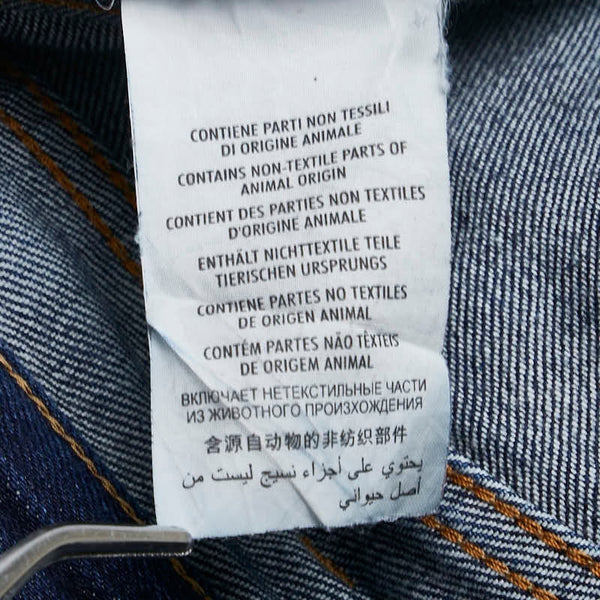 CONTIENE PARTI NON TESSILI
DI ORIGINE ANIMALE
CONTAINS NON-TEXTILE PARTS OF
ANIMAL ORIGIN
CONTIENT DES PARTIES NON TEXTILES
D'ORIGINE ANIMALE
ENTHÄLT NICHTTEXTILE TEILE
TIERISCHEN URSPRUNGS
CONTIENE PARTES NO TEXTILES
DE ORIGEN ANIMAL
CONTÉM PARTES NÃO TÊXTEIS
DE ORIGEM ANIMAL
ВКЛЮЧАЕТ НЕТЕКСТИЛЬНЫЕ ЧАСТИ
ИЗ ЖИВОТНОГО ПРОИСХОЖДЕНИЯ
含源自动物的非纺织部件
يحتوي على أجزاء نسيج ليست من
أصل حيواني